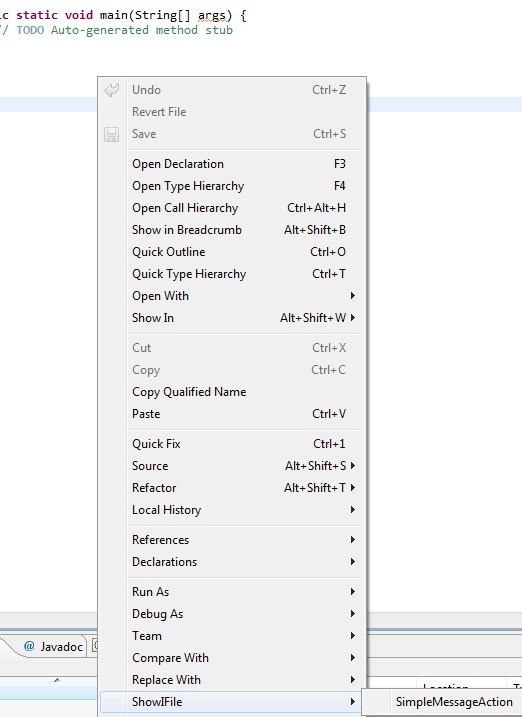 ic static void main(String[] args) {
// TODO Auto-generated method stub
Undo Ctrl+Z
Revert File
Save Ctrl+S
Open Declaration F3
Open Type Hierarchy F4
Open Call Hierarchy Ctrl+Alt+H
Show in Breadcrumb Alt+Shift+B
Quick Outline Ctrl+O
Quick Type Hierarchy Ctrl+T
Open With
Show In Alt+Shift+W
Cut Ctrl+X
Copy Ctrl+C
Copy Qualified Name
Paste Ctrl+V
Quick Fix Ctrl+1
Source Alt+Shift+S
Refactor Alt+Shift+T
Local History
References
Declarations
Run As
Debug As
Team
@ Javadoc
Compare With
Replace With
Location
ShowIFile
SimpleMessageAction